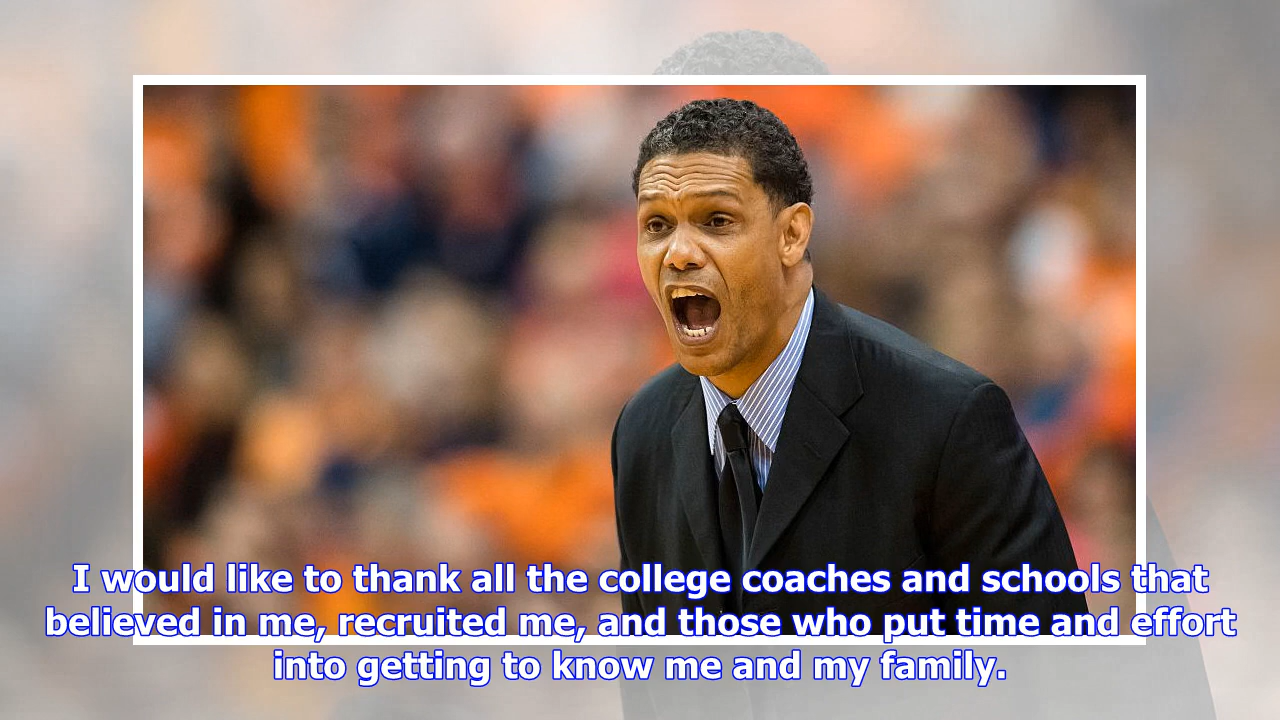 I would like to thank all the college coaches and schools that
believed in me, recruited me, and those who put time and effort
into getting to know me and my family.